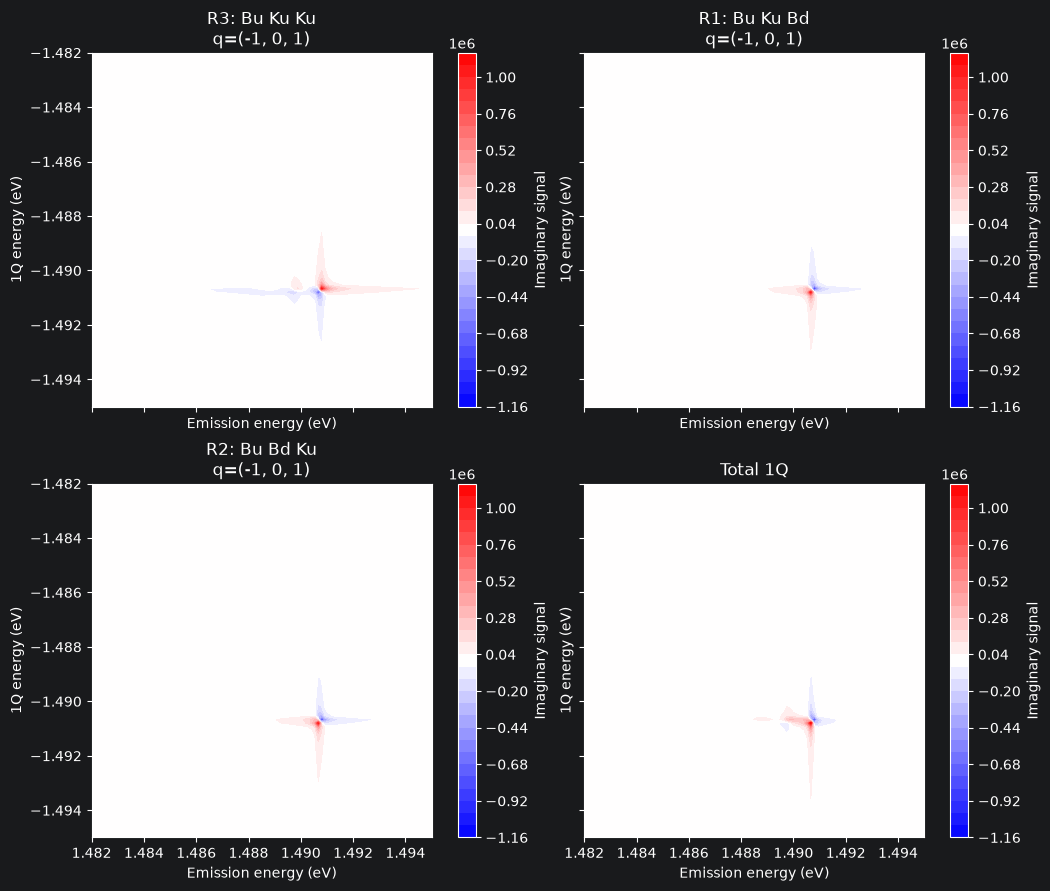 R3: Bu Ku Ku
q=(-1, 0, 1)
−1.482
−1.484
−1.486
−1.488
−1.490
−1.492
−1.494
1Q energy (eV)
Emission energy (eV)
1e6
1.00
0.76
0.52
0.28
0.04
−0.20
−0.44
−0.68
−0.92
−1.16
Imaginary signal
R1: Bu Ku Bd
q=(-1, 0, 1)
1Q energy (eV)
Emission energy (eV)
1e6
1.00
0.76
0.52
0.28
0.04
−0.20
−0.44
−0.68
−0.92
−1.16
Imaginary signal
R2: Bu Bd Ku
q=(-1, 0, 1)
−1.482
−1.484
−1.486
−1.488
−1.490
−1.492
−1.494
1Q energy (eV)
1.482 1.484 1.486 1.488 1.490 1.492 1.494
Emission energy (eV)
1e6
1.00
0.76
0.52
0.28
0.04
−0.20
−0.44
−0.68
−0.92
−1.16
Imaginary signal
Total 1Q
1Q energy (eV)
1.482 1.484 1.486 1.488 1.490 1.492 1.494
Emission energy (eV)
1e6
1.00
0.76
0.52
0.28
0.04
−0.20
−0.44
−0.68
−0.92
−1.16
Imaginary signal